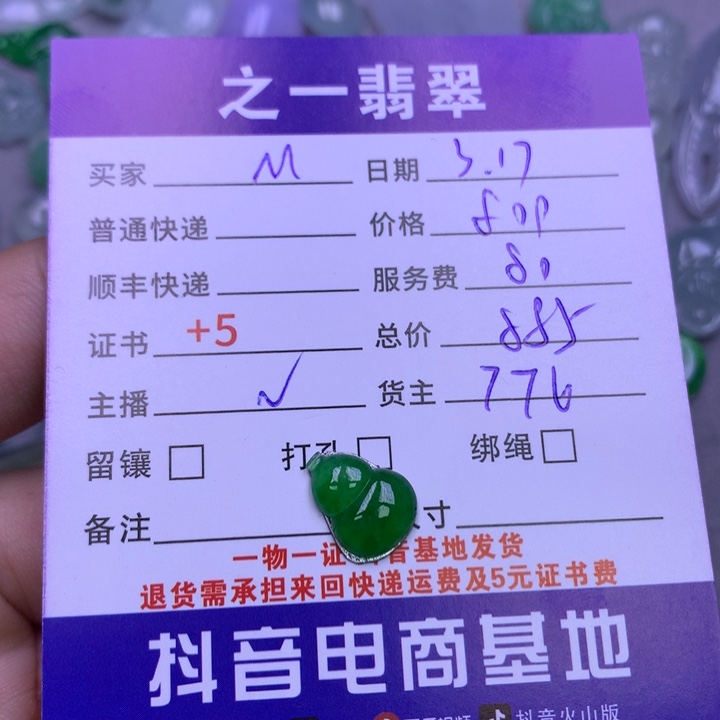 之一翡翠
买家 M 日期 3.17
普通快递 价格 800
顺丰快递 服务费 80
证书 +5 总价 885
主播 ✓ 货主 776
留镶 □ 打孔 □ 绑绳 □
备注 寸
一物一证 抖音基地发货
退货需承担来回快递运费及5元证书费
抖音电商基地
抖音火山版